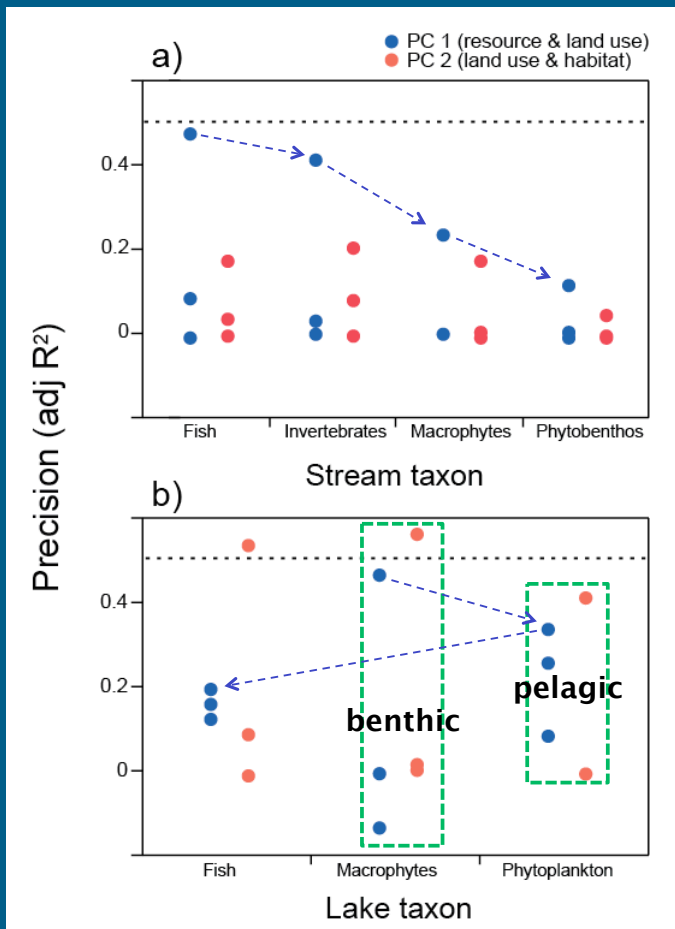 PC 1 (resource & land use)
a)
PC 2 (land use & habitat)
0.4
0.2
0
Fish Invertebrates Macrophytes Phytobenthos
Stream taxon
Precision (adj R²)
b)
0.4
0.2
0
pelagic
benthic
Fish Macrophytes Phytoplankton
Lake taxon